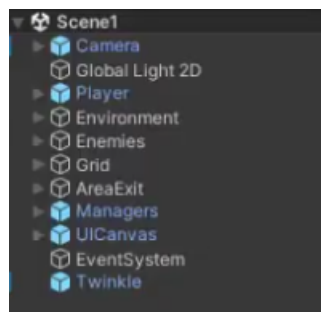 Scene1
Camera
Global Light 2D
Player
Environment
Enemies
Grid
AreaExit
Managers
UICanvas
EventSystem
Twinkle